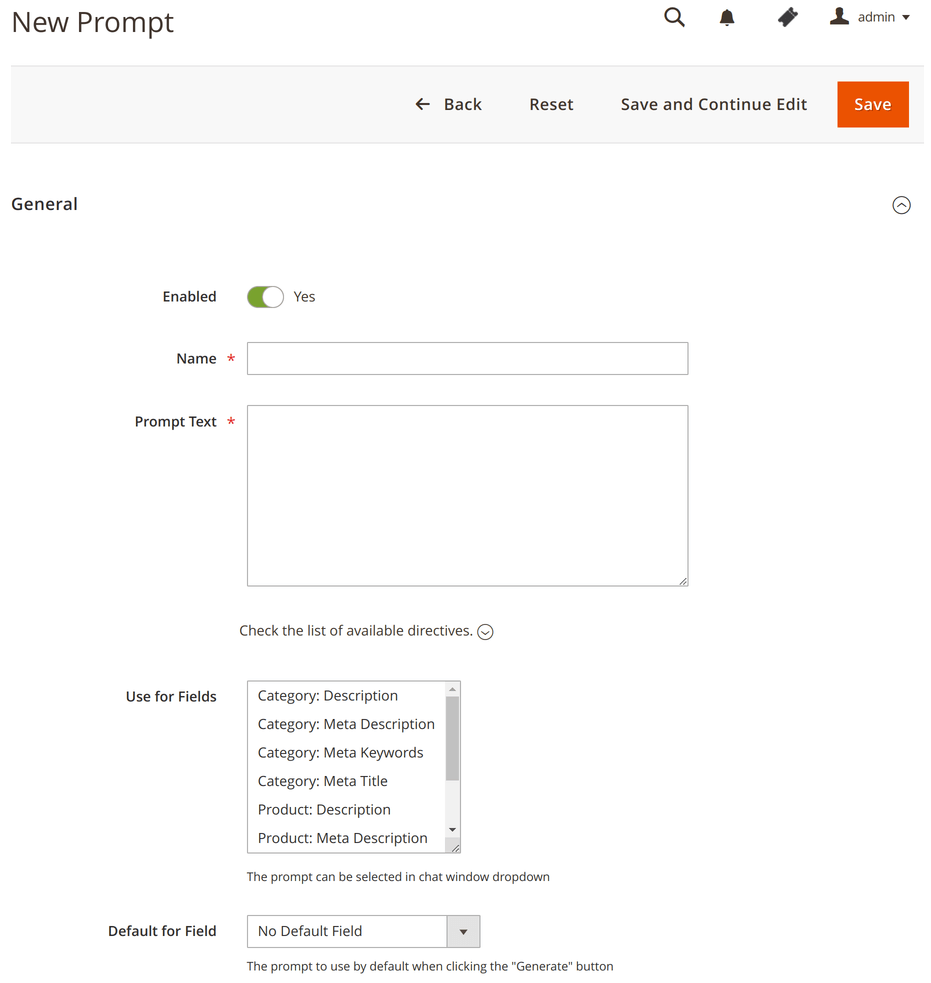 New Prompt
admin
Back
Reset
Save and Continue Edit
Save
General
Enabled
Yes
Name *
Prompt Text *
Check the list of available directives.
Use for Fields
Category: Description
Category: Meta Description
Category: Meta Keywords
Category: Meta Title
Product: Description
Product: Meta Description
The prompt can be selected in chat window dropdown
Default for Field
No Default Field
The prompt to use by default when clicking the "Generate" button